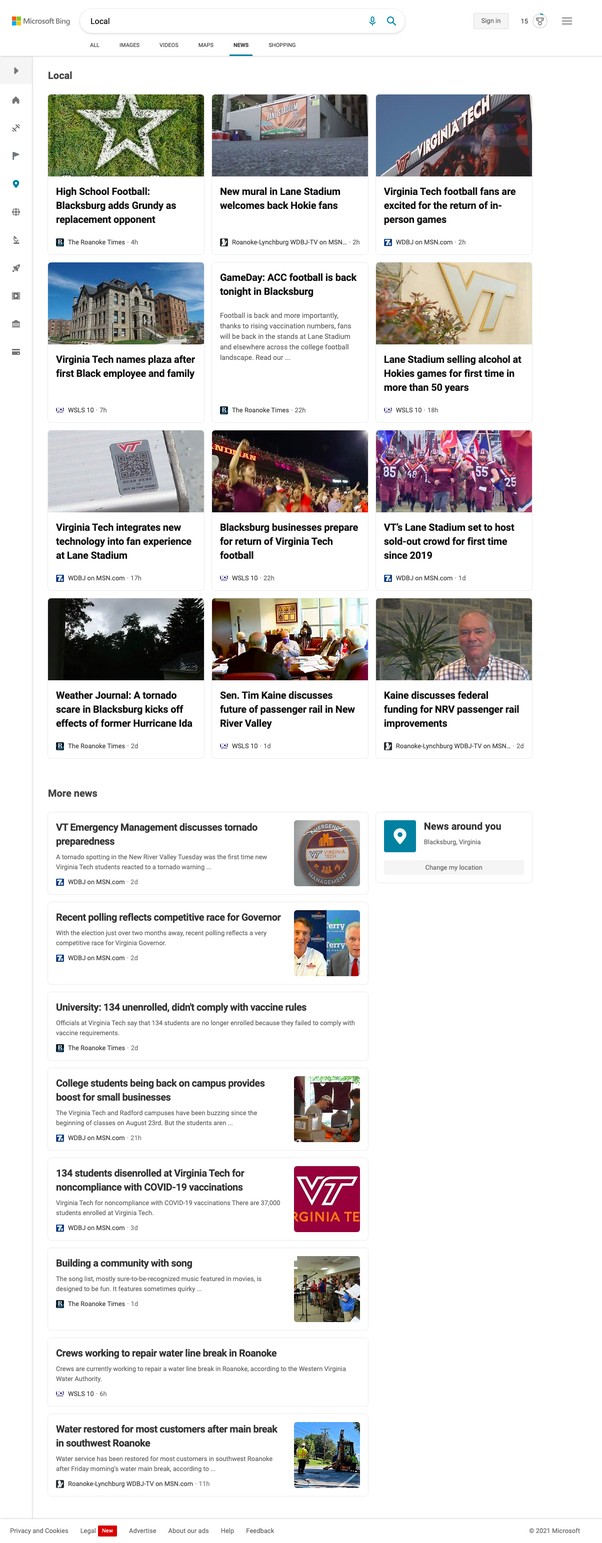 Microsoft Bing
Local
Sign in
15
ALL
IMAGES
VIDEOS
MAPS
NEWS
SHOPPING
Local
High School Football:
Blacksburg adds Grundy as
replacement opponent
The Roanoke Times · 4h
New mural in Lane Stadium
welcomes back Hokie fans
Roanoke-Lynchburg WDBJ-TV on MSN... · 2h
VIRGINIA TECH
Virginia Tech football fans are
excited for the return of in-
person games
WDBJ on MSN.com · 2h
Virginia Tech names plaza after
first Black employee and family
WSLS 10 · 7h
GameDay: ACC football is back
tonight in Blacksburg
Football is back and more importantly,
thanks to rising vaccination numbers, fans
will be back in the stands at Lane Stadium
and elsewhere across the college football
landscape. Read our ...
The Roanoke Times · 22h
VT
Lane Stadium selling alcohol at
Hokies games for first time in
more than 50 years
WSLS 10 · 18h
VT
Virginia Tech integrates new
technology into fan experience
at Lane Stadium
WDBJ on MSN.com · 17h
Blacksburg businesses prepare
for return of Virginia Tech
football
WSLS 10 · 22h
85
55
25
VT's Lane Stadium set to host
sold-out crowd for first time
since 2019
WDBJ on MSN.com · 1d
Weather Journal: A tornado
scare in Blacksburg kicks off
effects of former Hurricane Ida
The Roanoke Times · 2d
Sen. Tim Kaine discusses
future of passenger rail in New
River Valley
WSLS 10 · 1d
Kaine discusses federal
funding for NRV passenger rail
improvements
Roanoke-Lynchburg WDBJ-TV on MSN... · 2d
More news
VT Emergency Management discusses tornado
preparedness
A tornado spotting in the New River Valley Tuesday was the first time new
Virginia Tech students reacted to a tornado warning ...
WDBJ on MSN.com · 2d
EMERGENCY
VIRGINIA TECH
MANAGEMENT
News around you
Blacksburg, Virginia
Change my location
Recent polling reflects competitive race for Governor
With the election just over two months away, recent polling reflects a very
competitive race for Virginia Governor.
WDBJ on MSN.com · 2d
Terry
University: 134 unenrolled, didn't comply with vaccine rules
Officials at Virginia Tech say that 134 students are no longer enrolled because they failed to comply with
vaccine requirements.
The Roanoke Times · 2d
College students being back on campus provides
boost for small businesses
The Virginia Tech and Radford campuses have been buzzing since the
beginning of classes on August 23rd. But the students aren ...
WDBJ on MSN.com · 21h
134 students disenrolled at Virginia Tech for
noncompliance with COVID-19 vaccinations
Virginia Tech for noncompliance with COVID-19 vaccinations There are 37,000
students enrolled at Virginia Tech.
WDBJ on MSN.com · 3d
VT
RGINIA TE
Building a community with song
The song list, mostly sure-to-be-recognized music featured in movies, is
designed to be fun. It features sometimes quirky ...
The Roanoke Times · 1d
Crews working to repair water line break in Roanoke
Crews are currently working to repair a water line break in Roanoke, according to the Western Virginia
Water Authority.
WSLS 10 · 6h
Water restored for most customers after main break
in southwest Roanoke
Water service has been restored for most customers in southwest Roanoke
after Friday morning's water main break, according to ...
Roanoke-Lynchburg WDBJ-TV on MSN.com · 11h
Privacy and Cookies
Legal
New
Advertise
About our ads
Help
Feedback
© 2021 Microsoft